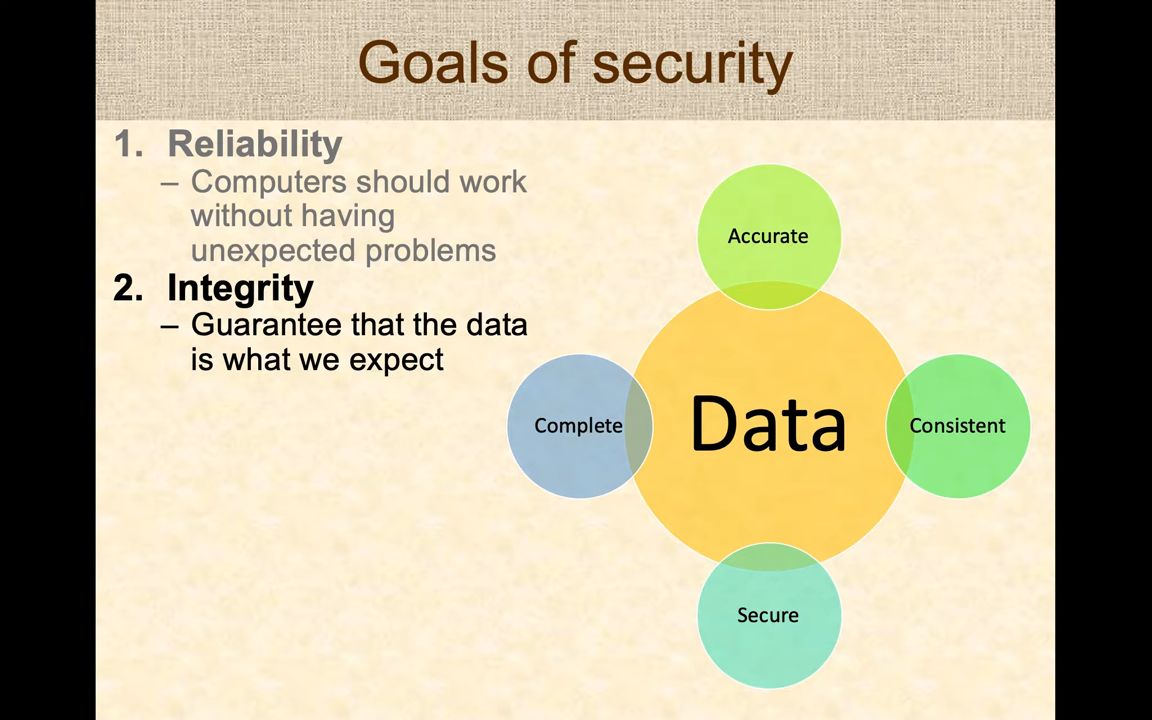 Goals of security
1. Reliability
– Computers should work
without having
unexpected problems
2. Integrity
– Guarantee that the data
is what we expect
Accurate
Complete
Data
Consistent
Secure